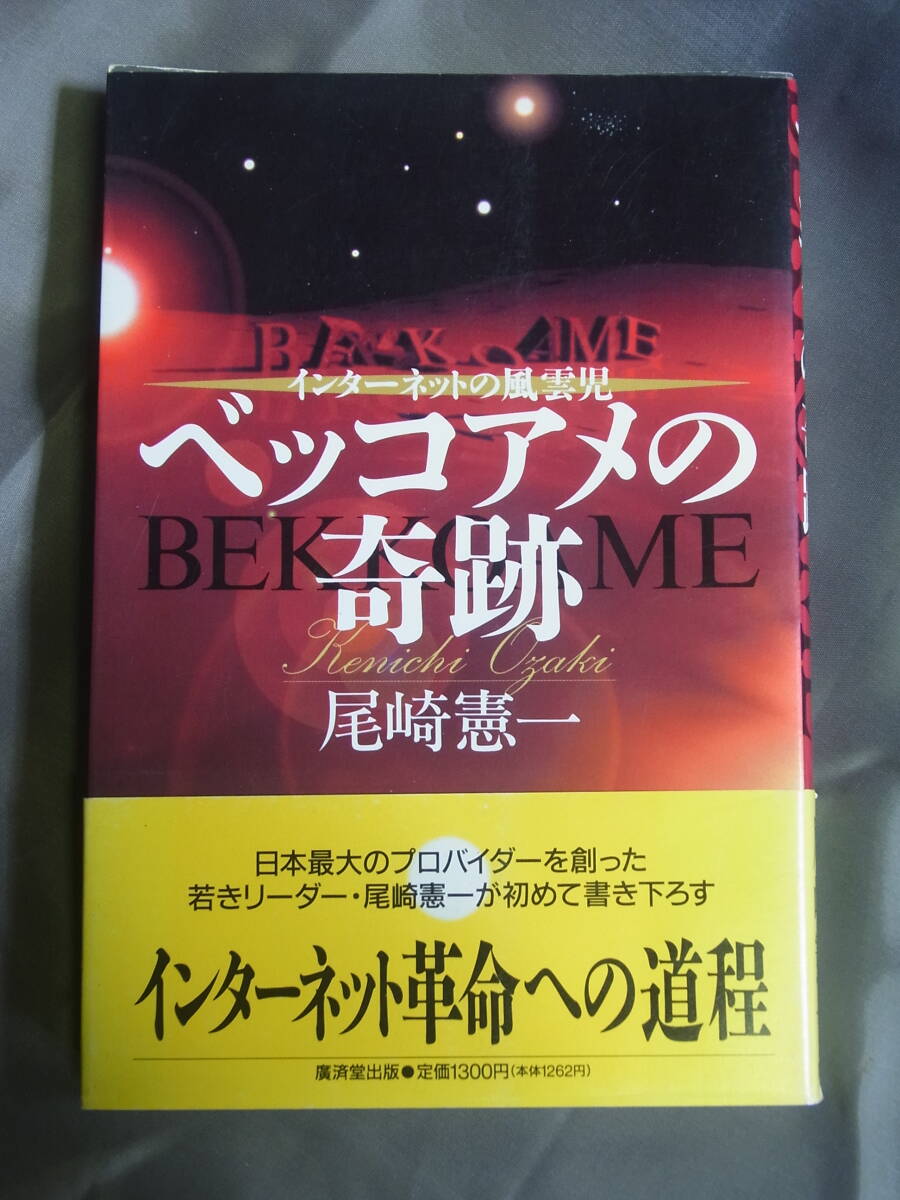 BEKKOAME
インターネットの風雲児
ベッコアメの
BEKKOAME
奇跡
Kenichi Ozaki
尾崎憲一
日本最大のプロバイダーを創った
若きリーダー・尾崎憲一が初めて書き下ろす
インターネット革命への道程
廣済堂出版●定価1300円(本体1262円)